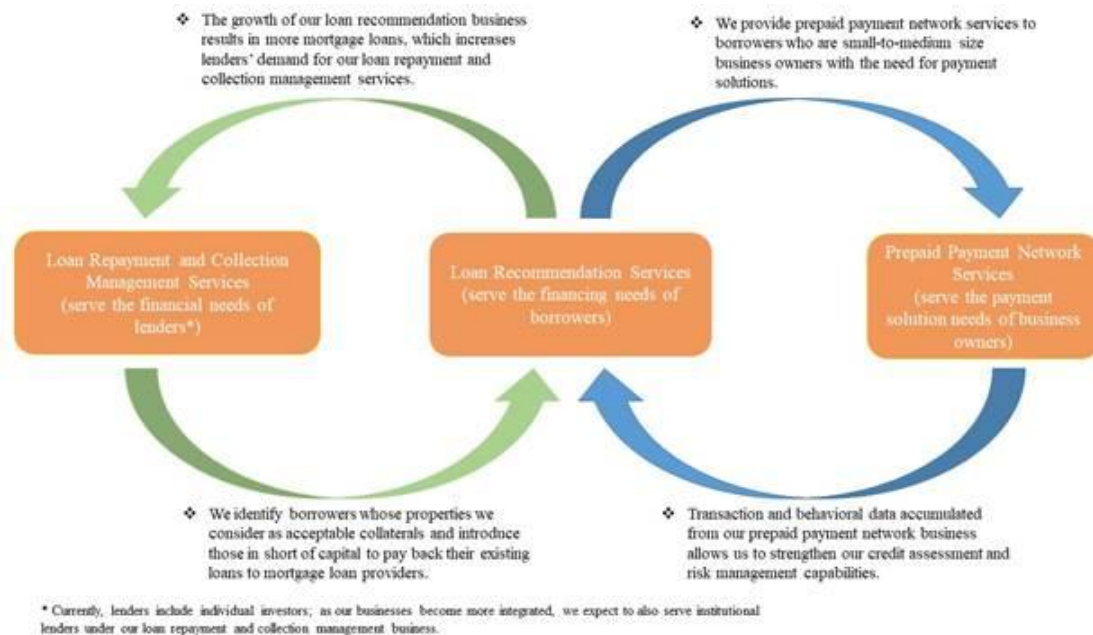 ❖ The growth of our loan recommendation business
results in more mortgage loans, which increases
lenders' demand for our loan repayment and
collection management services.
❖ We provide prepaid payment network services to
borrowers who are small-to-medium size
business owners with the need for payment
solutions.
Loan Repayment and Collection
Management Services
(serve the financial needs of
lenders*)
Loan Recommendation Services
(serve the financing needs of
borrowers)
Prepaid Payment Network
Services
(serve the payment
solution needs of business
owners)
❖ We identify borrowers whose properties we
consider as acceptable collaterals and introduce
those in short of capital to pay back their existing
loans to mortgage loan providers.
❖ Transaction and behavioral data accumulated
from our prepaid payment network business
allows us to strengthen our credit assessment and
risk management capabilities.
* Currently, lenders include individual investors; as our businesses become more integrated, we expect to also serve institutional
lenders under our loan repayment and collection management business.